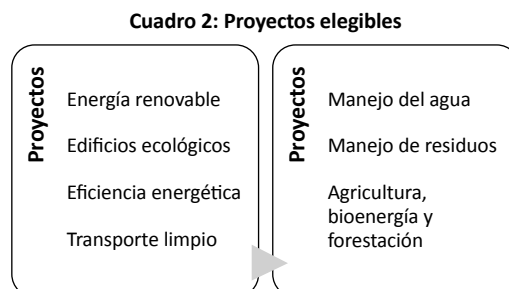 Cuadro 2: Proyectos elegibles
Proyectos
Energía renovable
Edificios ecológicos
Eficiencia energética
Transporte limpio
Proyectos
Manejo del agua
Manejo de residuos
Agricultura,
bioenergía y
forestación